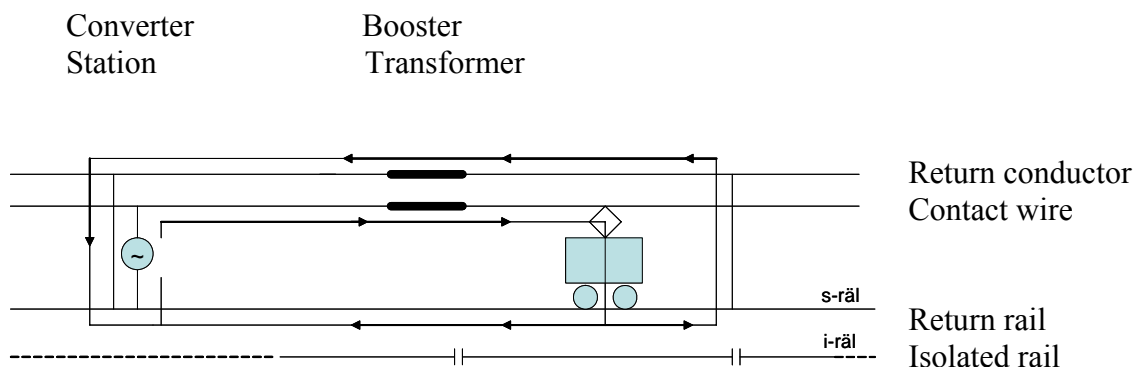 Converter Booster
Station Transformer
Return conductor
Contact wire
~
s-räl
Return rail
i-räl
Isolated rail